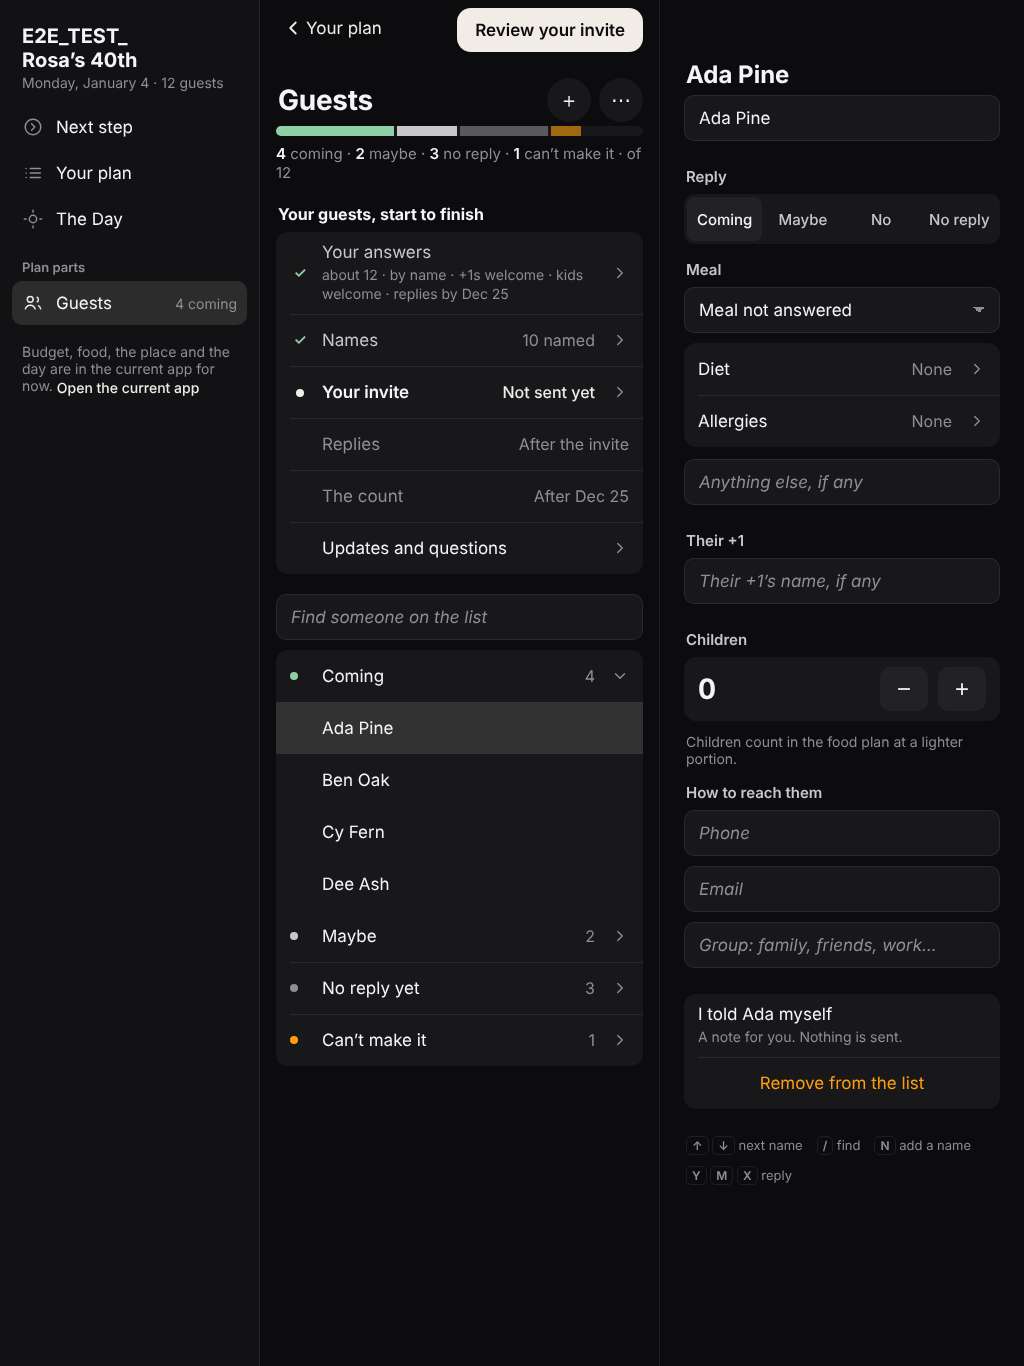 E2E_TEST_
Rosa’s 40th
Monday, January 4 · 12 guests
Next step
Your plan
The Day
Plan parts
Guests 4 coming
Budget, food, the place and the
day are in the current app for
now. Open the current app
Your plan
Review your invite
Guests
+ ···
4 coming · 2 maybe · 3 no reply · 1 can’t make it · of
12
Your guests, start to finish
Your answers
about 12 · by name · +1s welcome · kids
welcome · replies by Dec 25
Names 10 named
Your invite Not sent yet
Replies After the invite
The count After Dec 25
Updates and questions
Find someone on the list
Coming 4
Ada Pine
Ben Oak
Cy Fern
Dee Ash
Maybe 2
No reply yet 3
Can’t make it 1
Ada Pine
Ada Pine
Reply
Coming Maybe No No reply
Meal
Meal not answered
Diet None
Allergies None
Anything else, if any
Their +1
Their +1’s name, if any
Children
0 − +
Children count in the food plan at a lighter
portion.
How to reach them
Phone
Email
Group: family, friends, work…
I told Ada myself
A note for you. Nothing is sent.
Remove from the list
↑ ↓ next name / find N add a name
Y M X reply